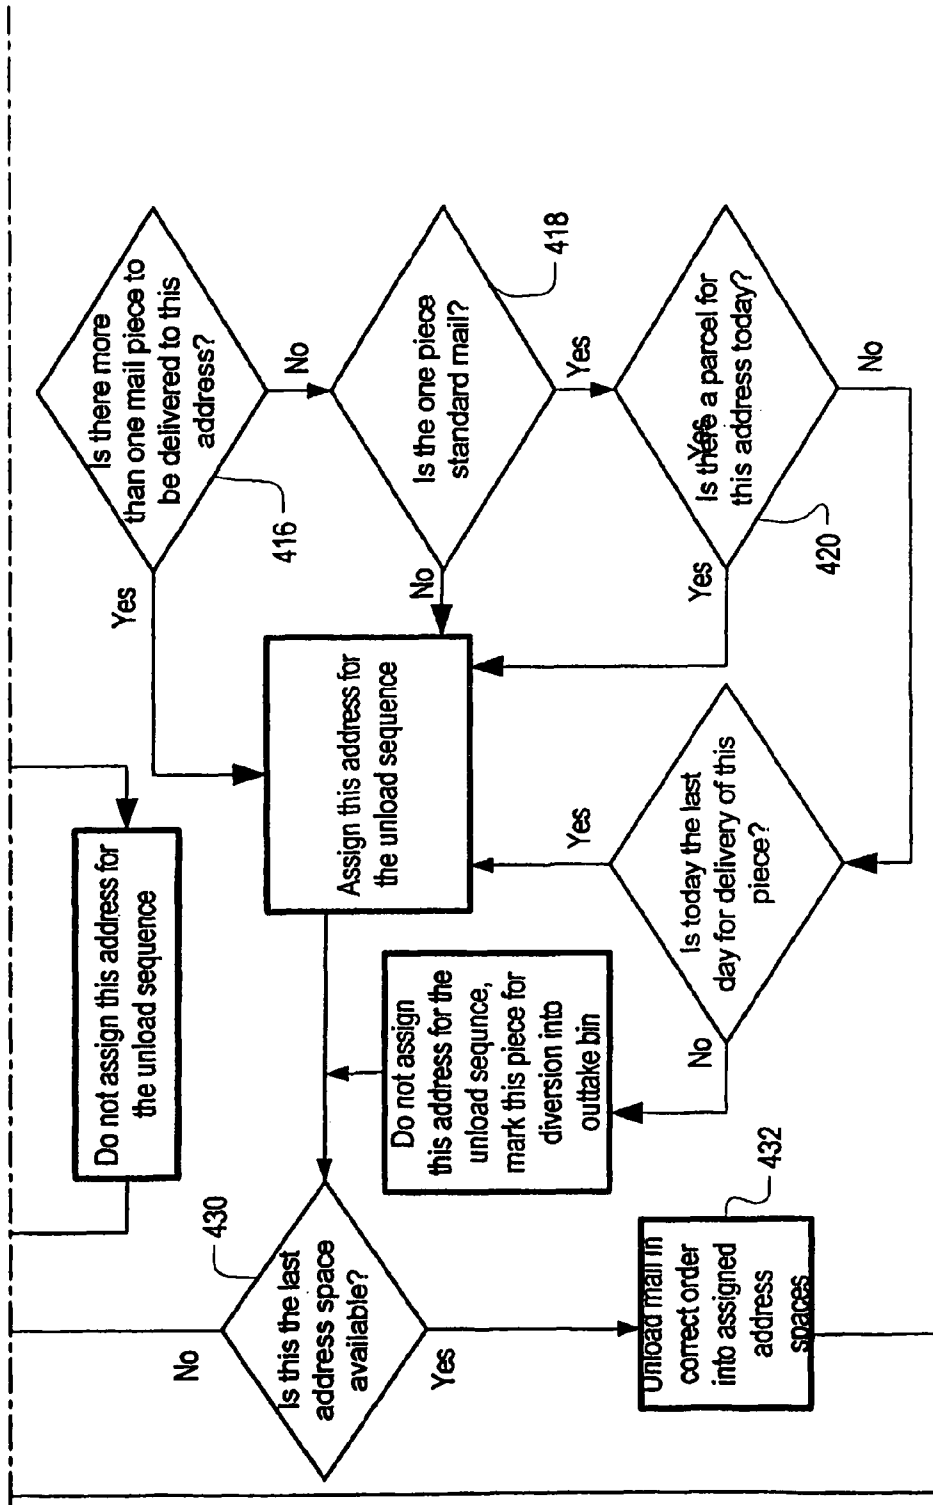 Is there more
than one mail piece to
be delivered to this
address?
416
Yes
No
Is the one piece
standard mail?
418
No
Yes
Is there a parcel for
this address today?
Yes
420
Yes
No
Do not assign this address for
the unload sequence
Assign this address for
the unload sequence
Is today the last
day for delivery of this
piece?
Yes
No
Do not assign
this address for the
unload sequnce,
mark this piece for
diversion into
outtake bin
Is this the last
address space
available?
430
No
Yes
Unload mail in
correct order
into assigned
address
spaces
432